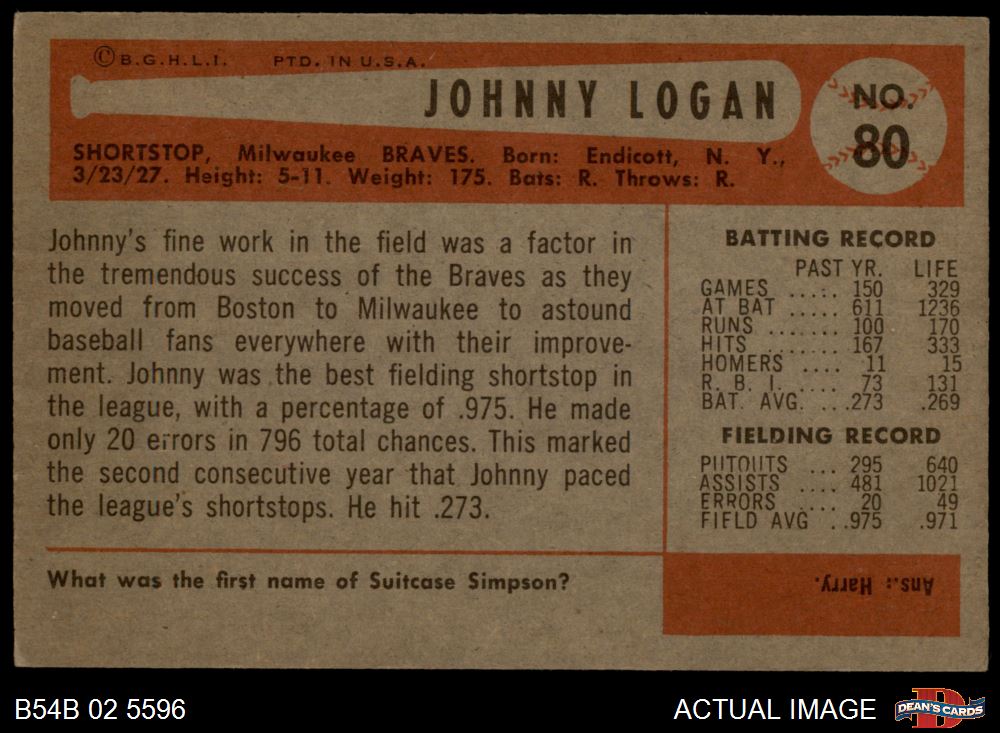 © B.G.H.L.I. PTD. IN U.S.A.
JOHNNY LOGAN
NO.
80
SHORTSTOP, Milwaukee BRAVES. Born: Endicott, N. Y.,
3/23/27. Height: 5-11. Weight: 175. Bats: R. Throws: R.
Johnny's fine work in the field was a factor in
the tremendous success of the Braves as they
moved from Boston to Milwaukee to astound
baseball fans everywhere with their improve-
ment. Johnny was the best fielding shortstop in
the league, with a percentage of .975. He made
only 20 errors in 796 total chances. This marked
the second consecutive year that Johnny paced
the league's shortstops. He hit .273.
BATTING RECORD
PAST YR. LIFE
GAMES ..... 150 329
AT BAT ..... 611 1236
RUNS ....... 100 170
HITS ....... 167 333
HOMERS .... 11 15
R. B. I. .... 73 131
BAT. AVG. ...273 .269
FIELDING RECORD
PUTOUTS ... 295 640
ASSISTS .... 481 1021
ERRORS .... 20 49
FIELD AVG ..975 .971
What was the first name of Suitcase Simpson?
Ans.: Harry.
B54B 02 5596
ACTUAL IMAGE
D
DEAN'S CARDS